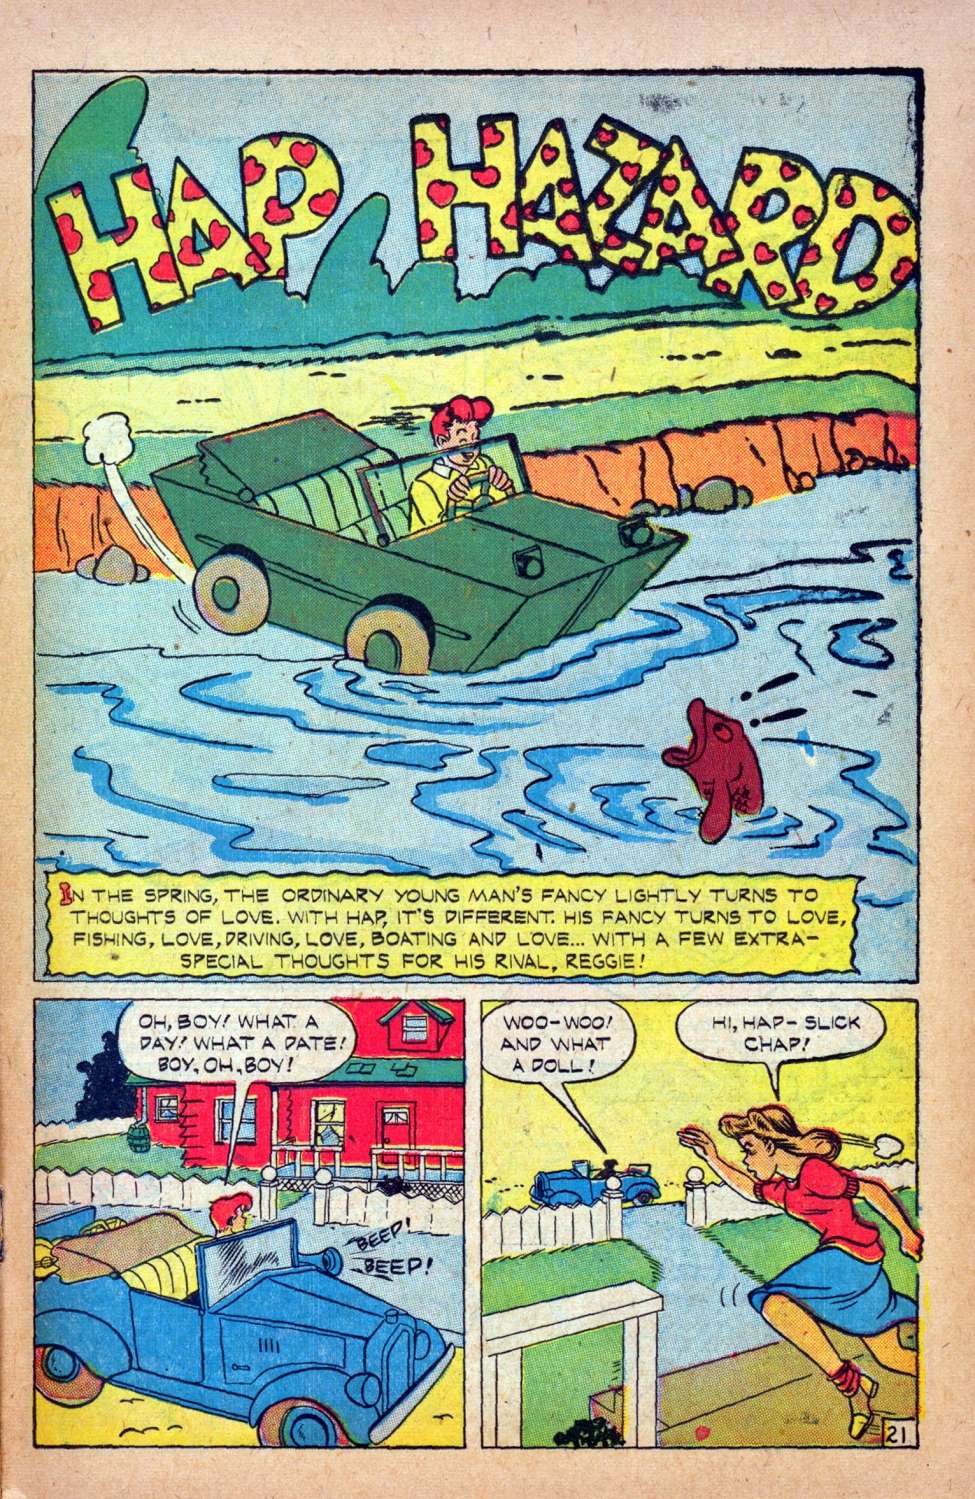 HAP HAZARD
IN THE SPRING, THE ORDINARY YOUNG MAN'S FANCY LIGHTLY TURNS TO
THOUGHTS OF LOVE. WITH HAP, IT'S DIFFERENT. HIS FANCY TURNS TO LOVE,
FISHING, LOVE, DRIVING, LOVE, BOATING AND LOVE... WITH A FEW EXTRA-
SPECIAL THOUGHTS FOR HIS RIVAL, REGGIE!
OH, BOY! WHAT A
DAY! WHAT A DATE!
BOY, OH, BOY!
BEEP!
BEEP!
WOO-WOO!
AND WHAT
A DOLL!
HI, HAP- SLICK
CHAP!
21